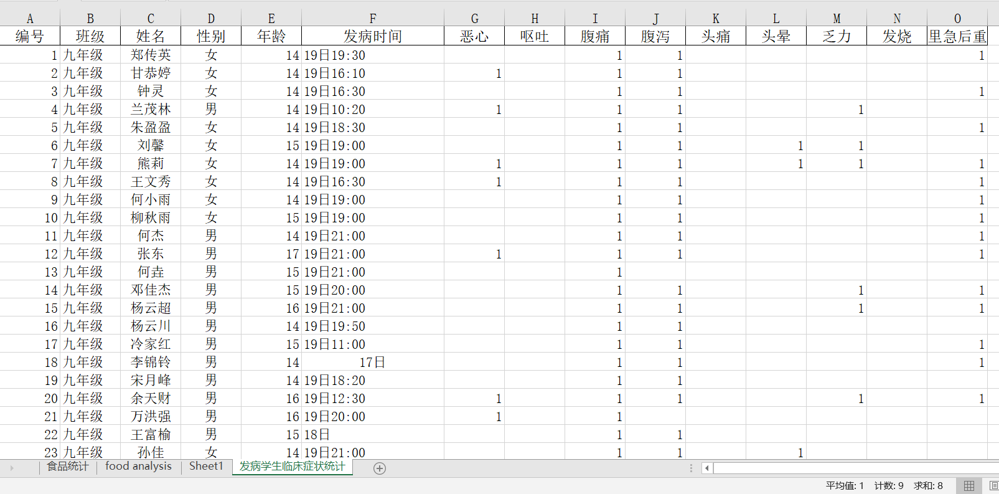 A B C D E F G H I J K L M N O
编号 班级 姓名 性别 年龄 发病时间 恶心 呕吐 腹痛 腹泻 头痛 头晕 乏力 发烧 里急后重
1 九年级 郑传英 女 14 19日19:30 1 1 1
2 九年级 甘恭婷 女 14 19日16:10 1 1 1
3 九年级 钟灵 女 14 19日16:30 1 1 1
4 九年级 兰茂林 男 14 19日10:20 1 1 1 1
5 九年级 朱盈盈 女 14 19日18:30 1 1 1
6 九年级 刘馨 女 15 19日19:00 1 1 1 1
7 九年级 熊莉 女 14 19日19:00 1 1 1 1 1 1
8 九年级 王文秀 女 14 19日16:30 1 1 1 1
9 九年级 何小雨 女 14 19日19:00 1 1 1
10 九年级 柳秋雨 女 15 19日19:00 1 1 1
11 九年级 何杰 男 14 19日21:00 1 1 1
12 九年级 张东 男 17 19日21:00 1 1 1 1
13 九年级 何垚 男 15 19日21:00 1
14 九年级 邓佳杰 男 15 19日20:00 1 1 1 1
15 九年级 杨云超 男 16 19日21:00 1 1 1 1
16 九年级 杨云川 男 14 19日19:50 1 1
17 九年级 冷家红 男 15 19日11:00 1 1 1
18 九年级 李锦铃 男 14 17日 1 1 1
19 九年级 宋月峰 男 14 19日18:20 1 1
20 九年级 余天财 男 16 19日12:30 1 1 1 1 1
21 九年级 万洪强 男 16 19日20:00 1 1
22 九年级 王富榆 男 15 18日 1 1
23 九年级 孙佳 女 14 19日21:00 1 1 1
食品统计 food analysis Sheet1 发病学生临床症状统计
平均值: 1 计数: 9 求和: 8